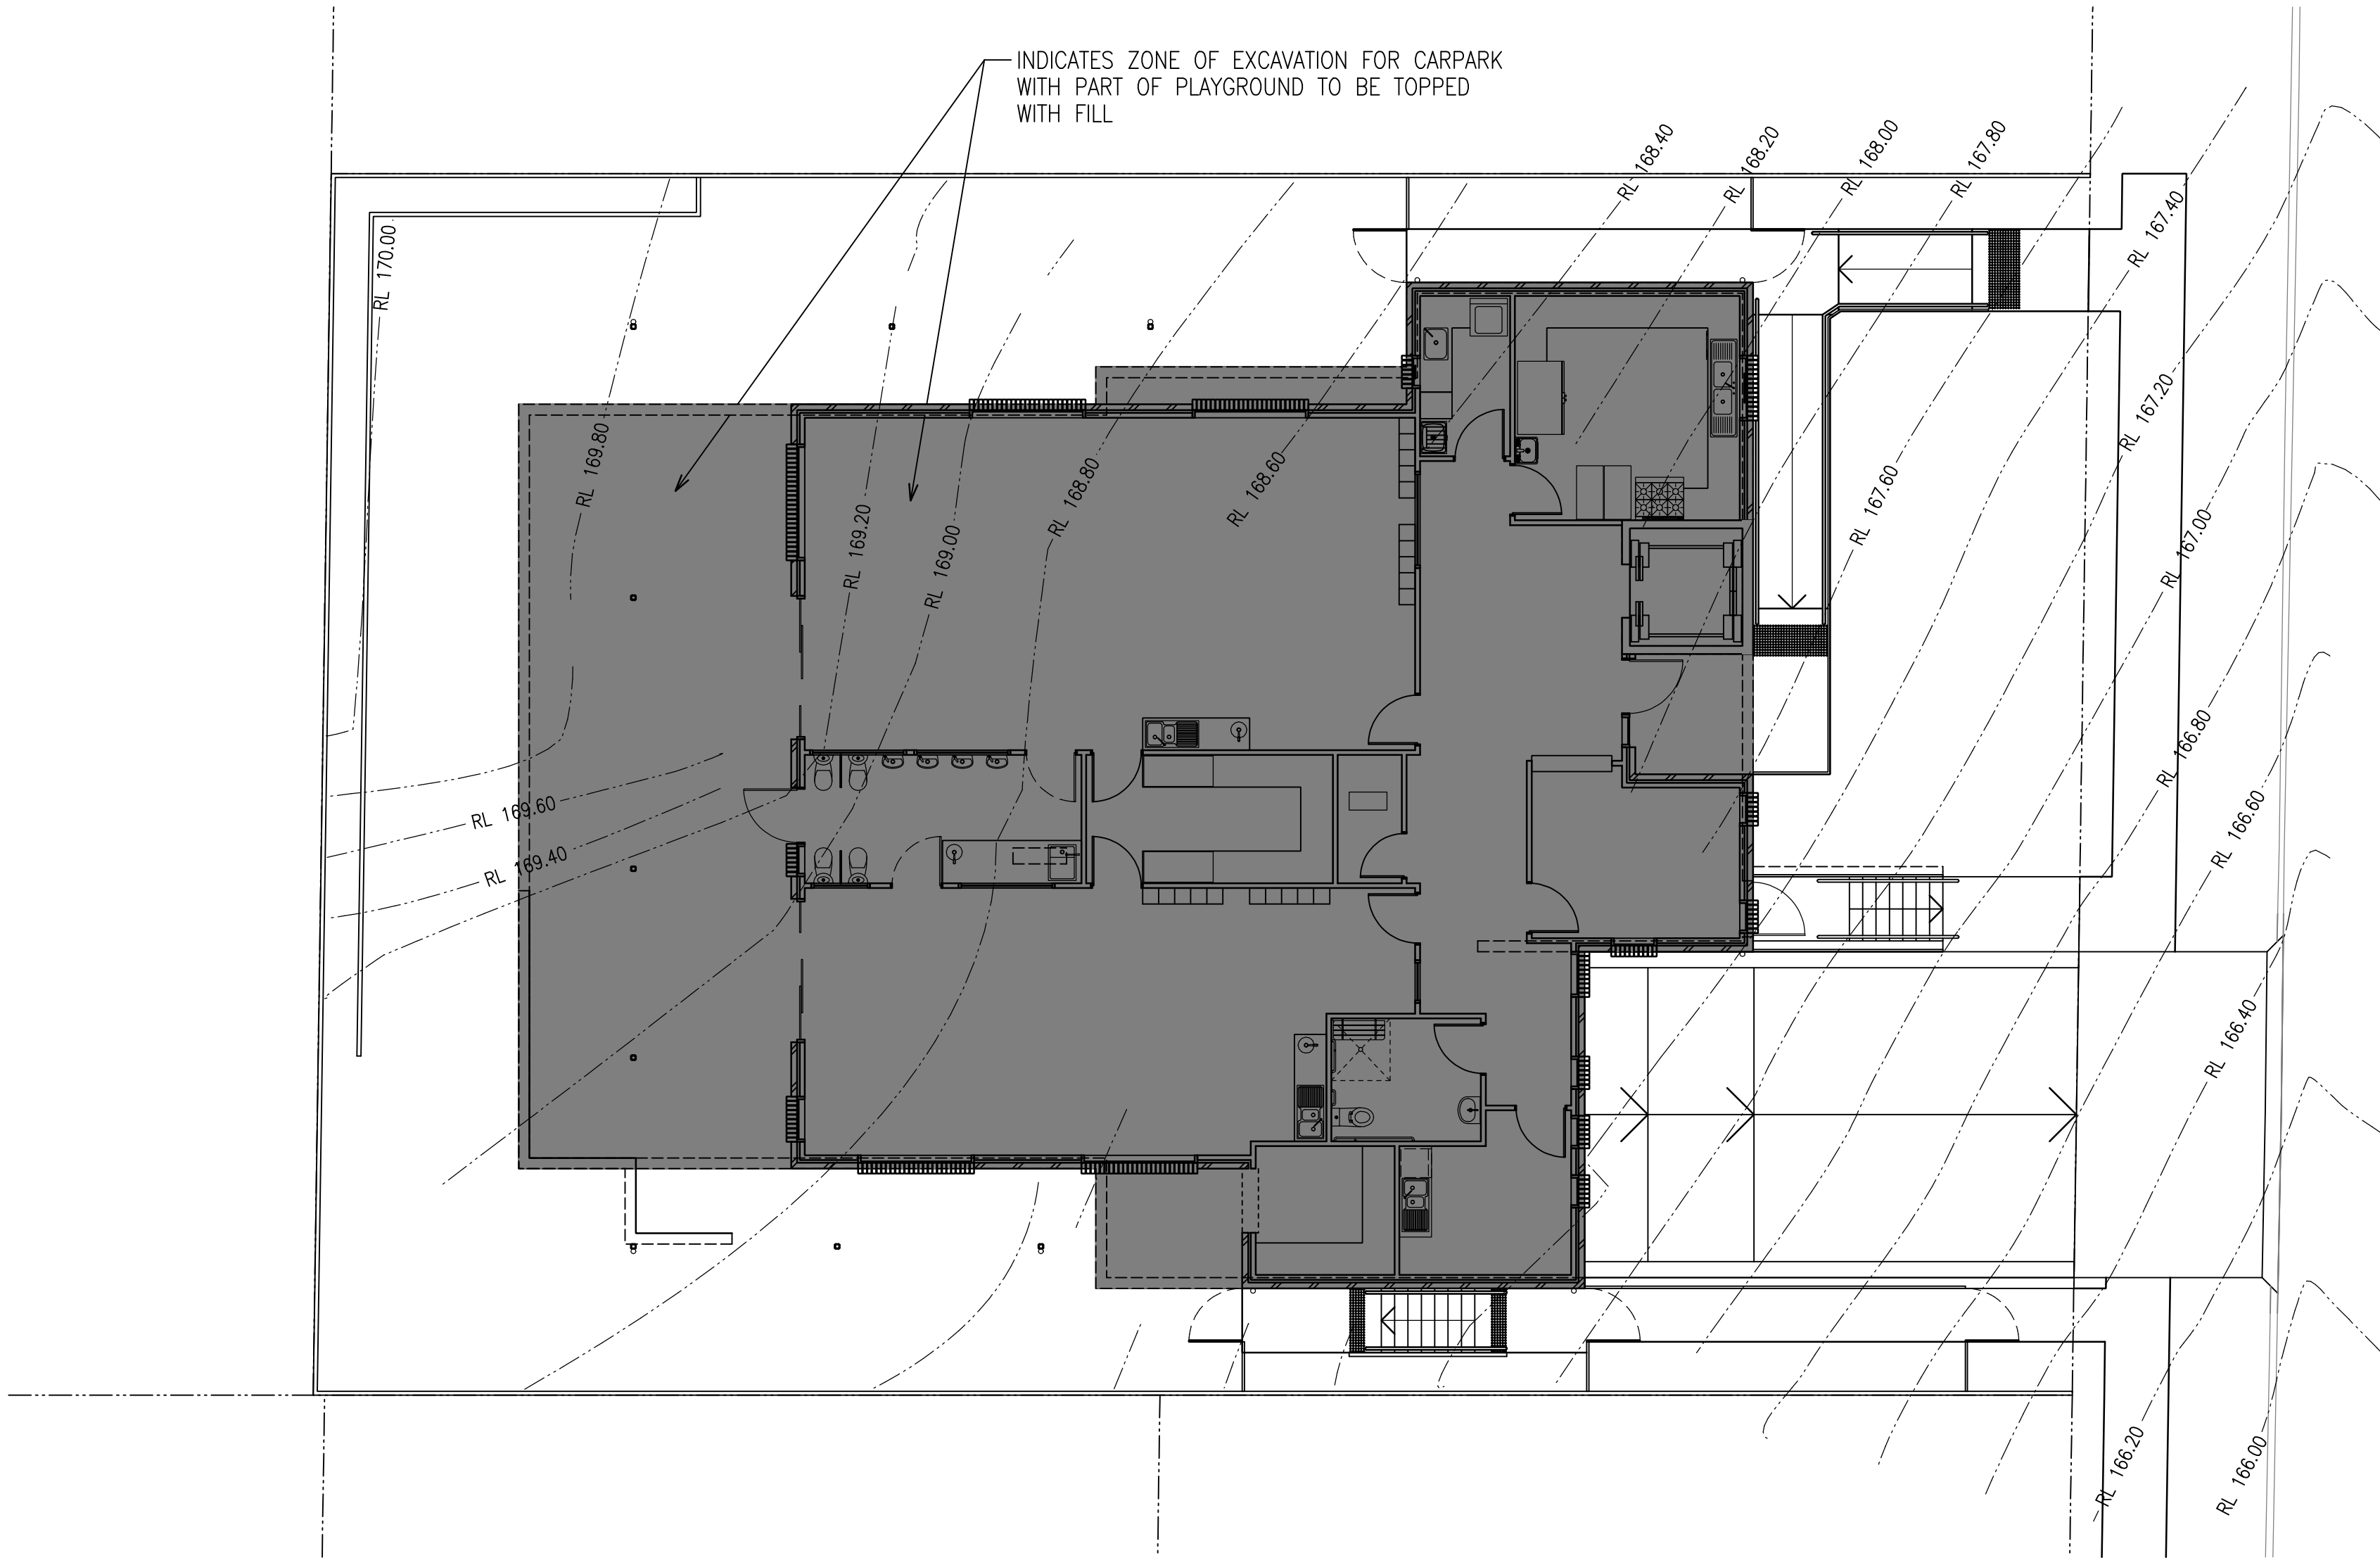 INDICATES ZONE OF EXCAVATION FOR CARPARK
WITH PART OF PLAYGROUND TO BE TOPPED
WITH FILL
RL 168.40
RL 168.20
RL 168.00
RL 167.80
RL 167.40
RL 170.00
RL 169.80
RL 169.20
RL 169.00
RL 168.80
RL 168.60
RL 167.60
RL 167.20
RL 167.00
RL 166.80
RL 169.60
RL 169.40
RL 166.60
RL 166.40
RL 166.20
RL 166.00